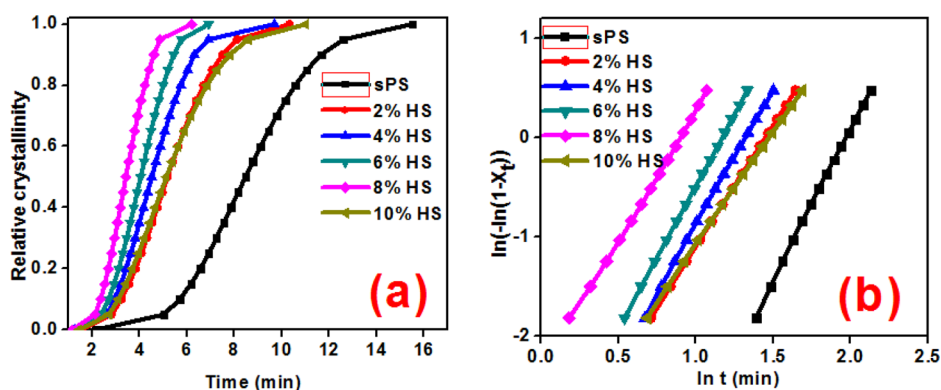 1.0
0.8
0.6
0.4
0.2
0.0
Relative crystallinity
sPS
2% HS
4% HS
6% HS
8% HS
10% HS
(a)
2 4 6 8 10 12 14 16
Time (min)
1
0
-1
-2
ln(-ln(1-Xt))
sPS
2% HS
4% HS
6% HS
8% HS
10% HS
(b)
0.0 0.5 1.0 1.5 2.0 2.5
ln t (min)